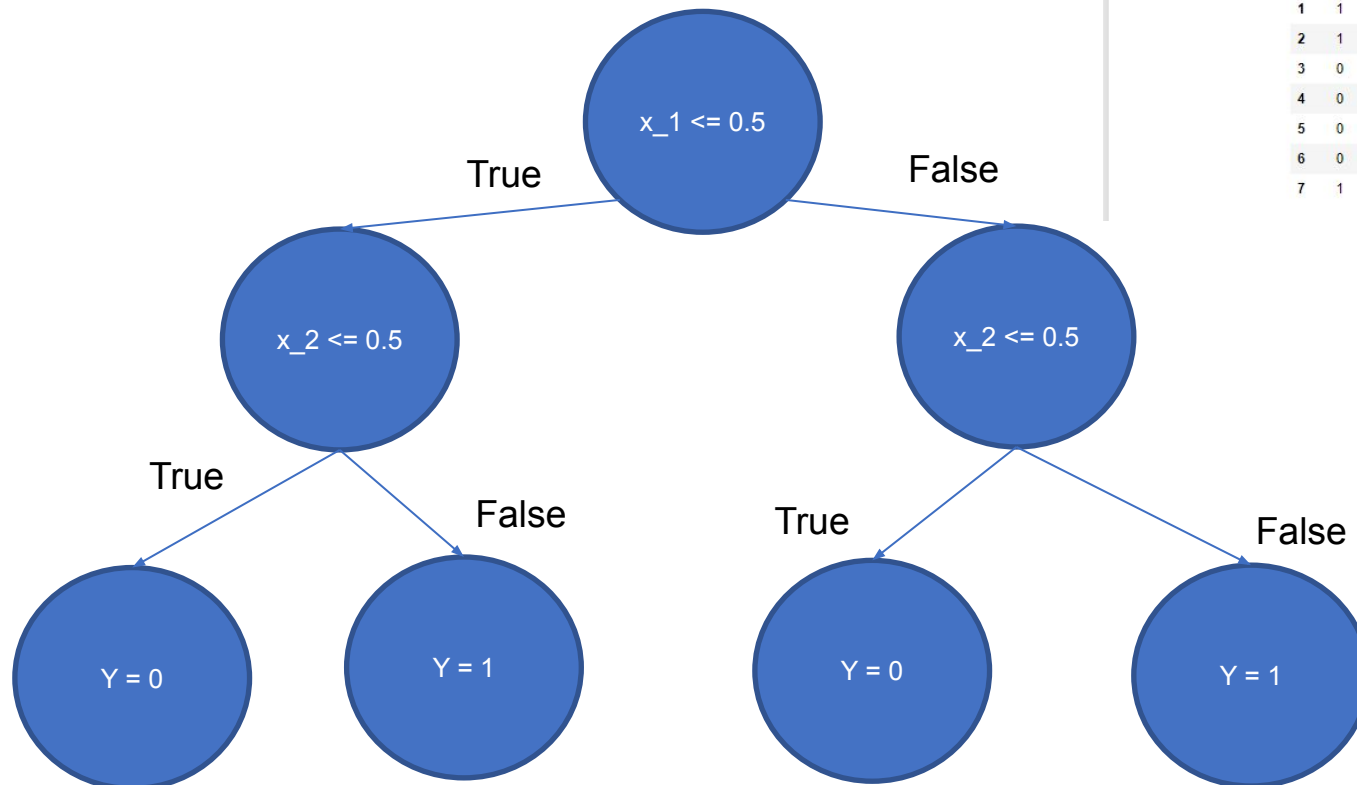 1 1
2 1
3 0
4 0
5 0
6 0
7 1
x_1 <= 0.5
True
False
x_2 <= 0.5
x_2 <= 0.5
True
False
True
False
Y = 0
Y = 1
Y = 0
Y = 1